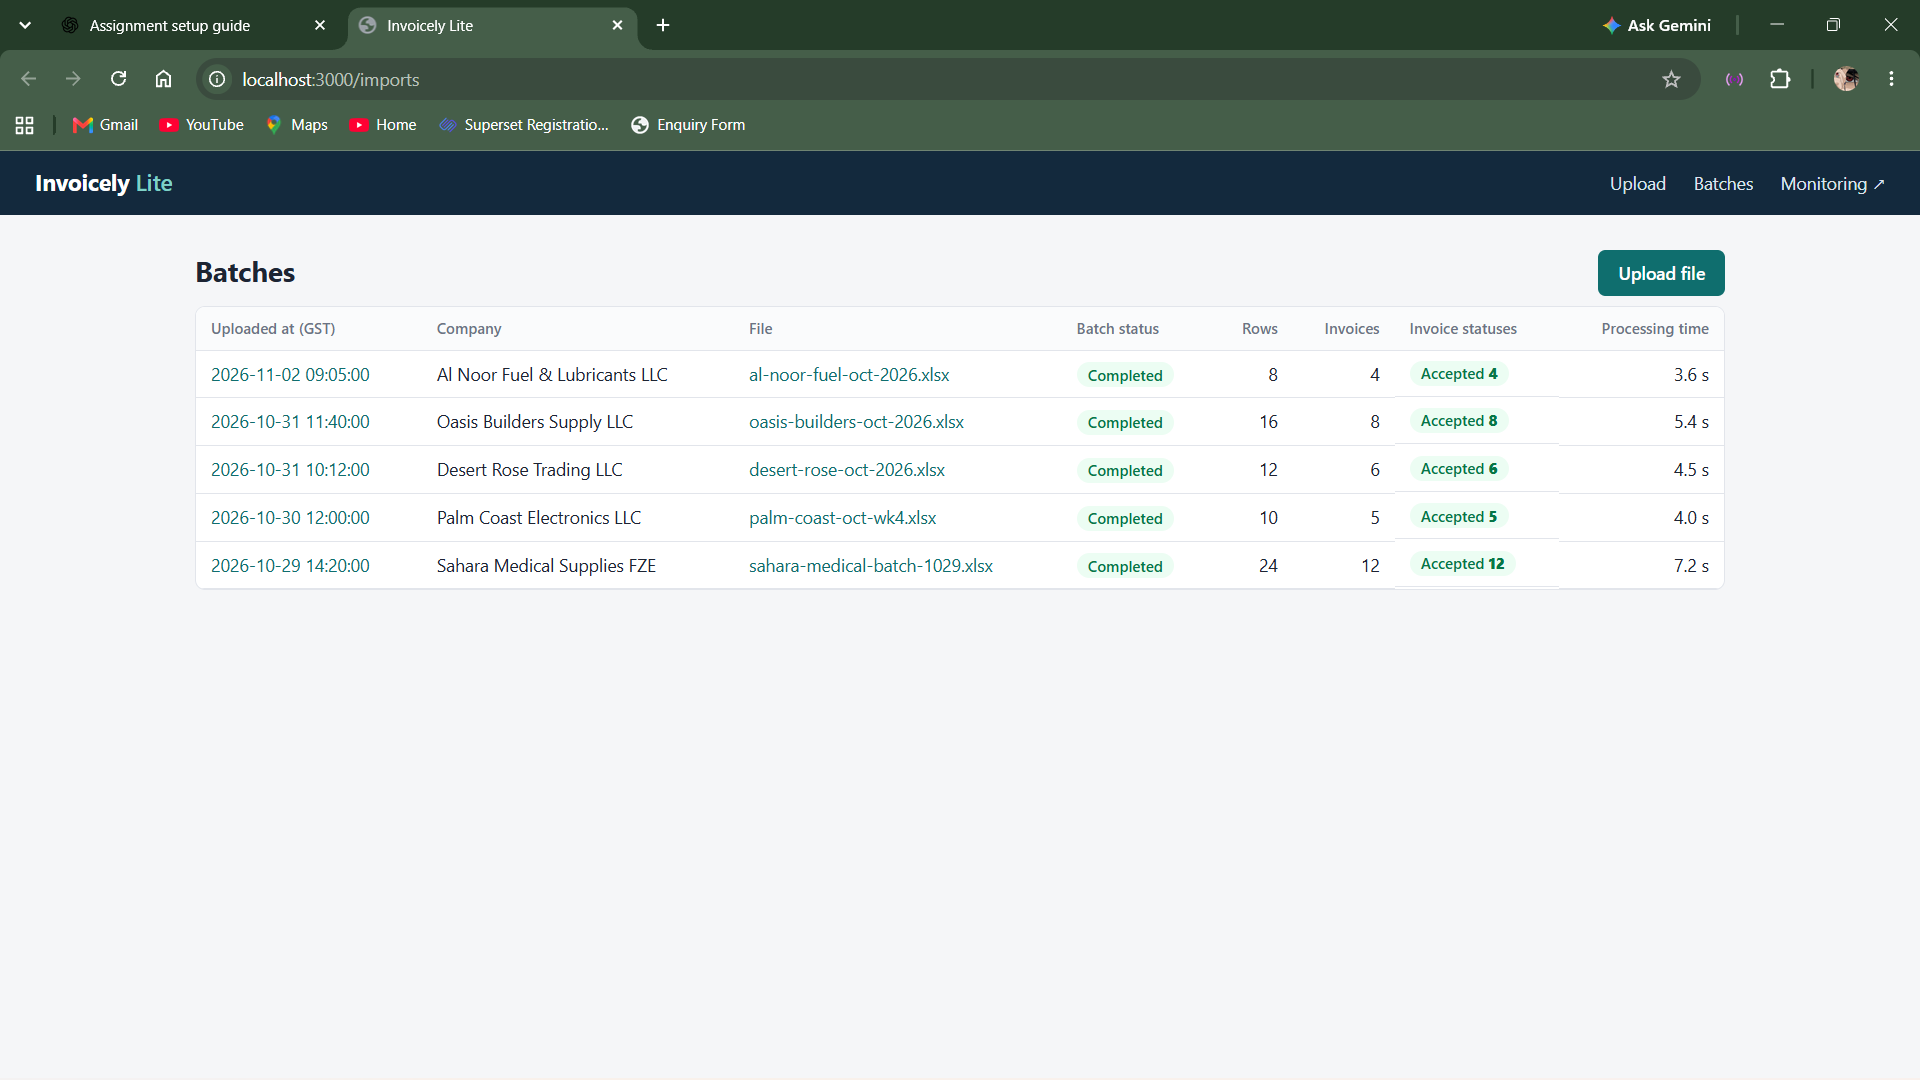 Assignment setup guide
Invoicely Lite
Ask Gemini
localhost:3000/imports
Gmail
YouTube
Maps
Home
Superset Registratio...
Enquiry Form
Invoicely Lite
Upload
Batches
Monitoring ↗
Batches
Upload file
Uploaded at (GST) Company File Batch status Rows Invoices Invoice statuses Processing time
2026-11-02 09:05:00 Al Noor Fuel & Lubricants LLC al-noor-fuel-oct-2026.xlsx Completed 8 4 Accepted 4 3.6 s
2026-10-31 11:40:00 Oasis Builders Supply LLC oasis-builders-oct-2026.xlsx Completed 16 8 Accepted 8 5.4 s
2026-10-31 10:12:00 Desert Rose Trading LLC desert-rose-oct-2026.xlsx Completed 12 6 Accepted 6 4.5 s
2026-10-30 12:00:00 Palm Coast Electronics LLC palm-coast-oct-wk4.xlsx Completed 10 5 Accepted 5 4.0 s
2026-10-29 14:20:00 Sahara Medical Supplies FZE sahara-medical-batch-1029.xlsx Completed 24 12 Accepted 12 7.2 s